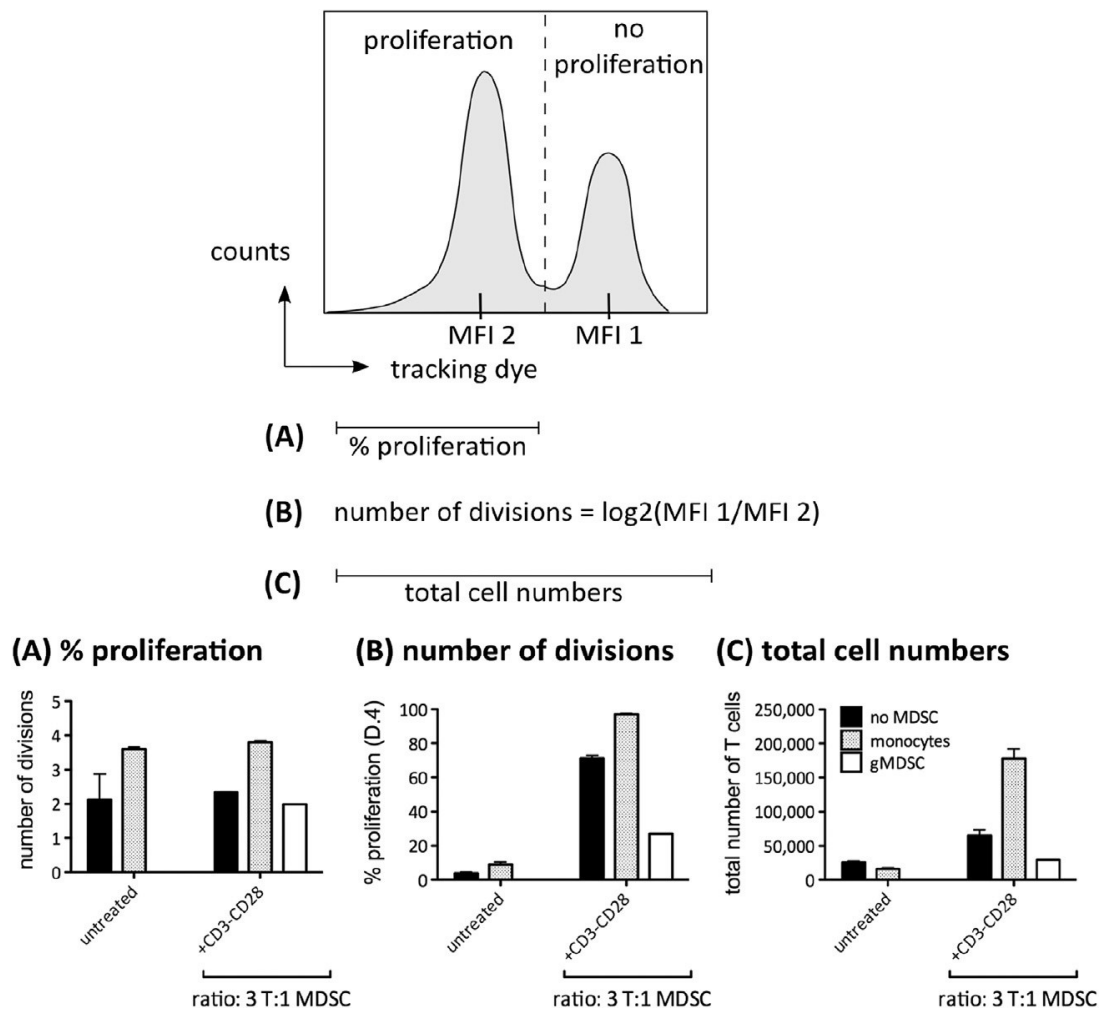 proliferation
no
proliferation
counts
MFI 2
MFI 1
tracking dye
(A)
% proliferation
(B) number of divisions = log2(MFI 1/MFI 2)
(C)
total cell numbers
(A) % proliferation
number of divisions
5
4
3
2
1
0
untreated
+CD3-CD28
ratio: 3 T:1 MDSC
(B) number of divisions
% proliferation (D.4)
100
80
60
40
20
0
untreated
+CD3-CD28
ratio: 3 T:1 MDSC
(C) total cell numbers
total number of T cells
250,000
200,000
150,000
100,000
50,000
0
no MDSC
monocytes
gMDSC
untreated
+CD3-CD28
ratio: 3 T:1 MDSC